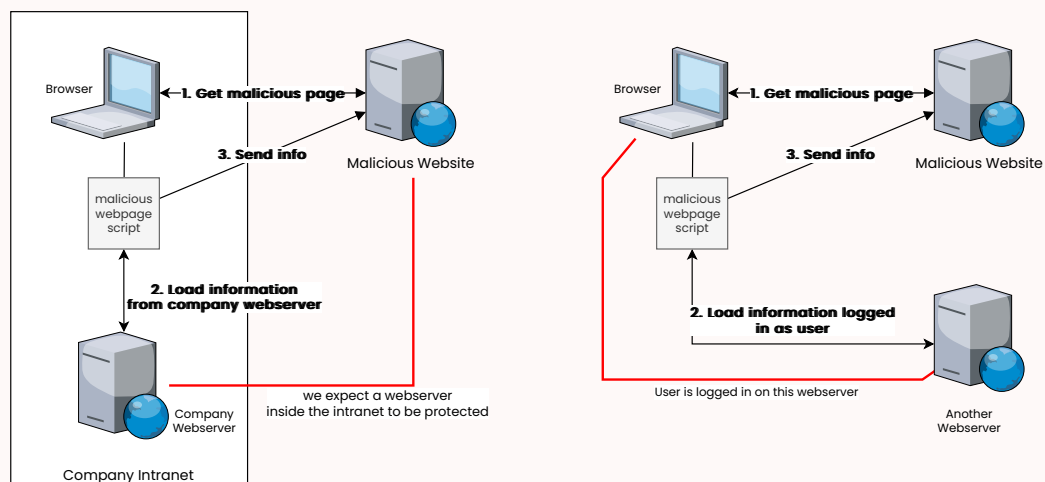 Browser
1. Get malicious page
3. Send info
Malicious Website
malicious
webpage
script
2. Load information
from company webserver
we expect a webserver
inside the intranet to be protected
Company
Webserver
Company Intranet
Browser
1. Get malicious page
3. Send info
Malicious Website
malicious
webpage
script
2. Load information logged
in as user
User is logged in on this webserver
Another
Webserver